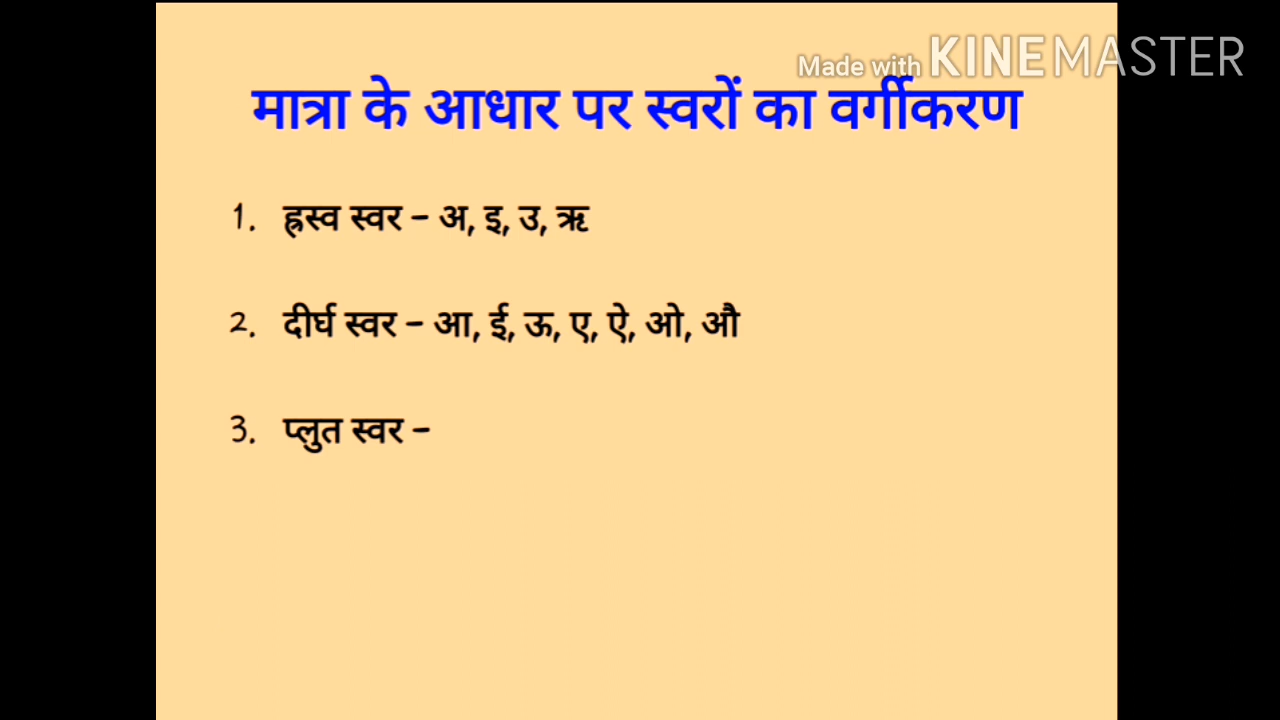 Made with KINEMASTER
मात्रा के आधार पर स्वरों का वर्गीकरण
1. ह्रस्व स्वर - अ, इ, उ, ऋ
2. दीर्घ स्वर - आ, ई, ऊ, ए, ऐ, ओ, औ
3. प्लुत स्वर -